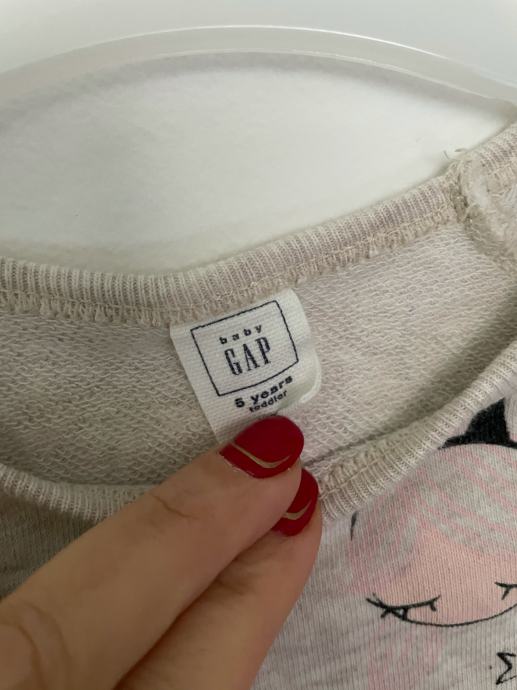 baby
GAP
5 years
toddler